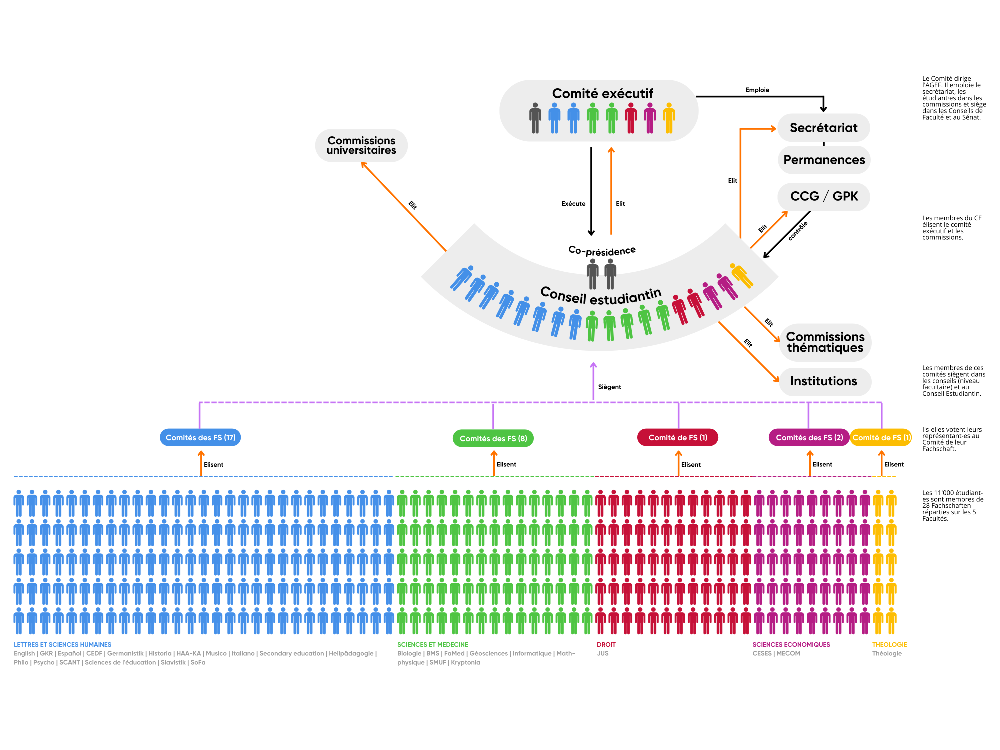 Comité exécutif
Emploie
Le Comité dirige
l'AGEF. Il emploie le
secrétariat, les
étudiant·es dans les
commissions et siège
dans les Conseils de
Faculté et au Sénat.
Secrétariat
Commissions
universitaires
Permanences
Elit
CCG / GPK
Elit
Exécute
Elit
Elit
contrôle
Les membres du CE
élisent le comité
exécutif et les
commissions.
Co-présidence
Conseil estudiantin
Elit
Commissions
thématiques
Elit
Institutions
Les membres de ces
comités siègent dans
les conseils (niveau
facultaire) et au
Conseil Estudiantin.
Siègent
Comités des FS (17)
Comités des FS (8)
Comité de FS (1)
Comités des FS (2)
Comité de FS (1)
Ils-elles votent leurs
représentant-es au
Comité de leur
Fachschaft.
Elisent
Elisent
Elisent
Elisent
Elisent
Les 11'000 étudiant-
es sont membres de
28 Fachschaften
réparties sur les 5
Facultés.
LETTRES ET SCIENCES HUMAINES
English | GKR | Español | CEDF | Germanistik | Historia | HAA-KA | Musico | Italiano | Secondary education | Heilpädagogie |
Philo | Psycho | SCANT | Sciences de l'éducation | Slavistik | SoFa
SCIENCES ET MEDECINE
Biologie | BMS | FaMed | Géosciences | Informatique | Math-
physique | SMUF | Kryptonia
DROIT
JUS
SCIENCES ECONOMIQUES
CESES | MECOM
THEOLOGIE
Théologie